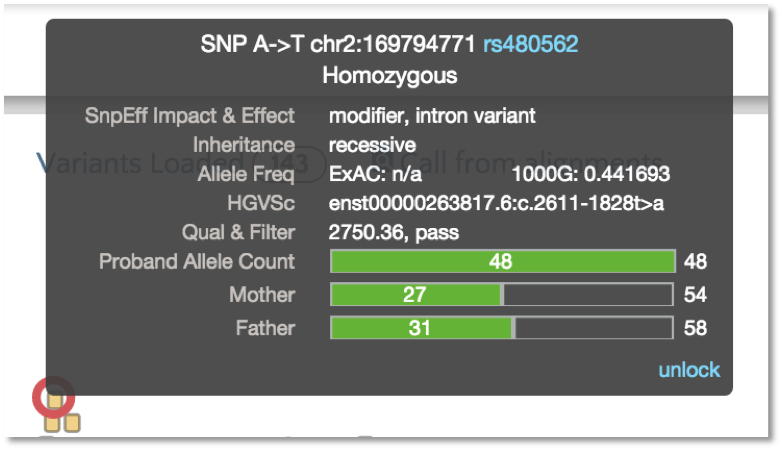 SNP A->T chr2:169794771 rs480562
Homozygous
SnpEff Impact & Effect modifier, intron variant
Inheritance recessive
Variants Loaded 143 Call from alignments
Allele Freq ExAC: n/a 1000G: 0.441693
HGVSc enst00000263817.6:c.2611-1828t>a
Qual & Filter 2750.36, pass
Proband Allele Count 48 48
Mother 27 54
Father 31 58
unlock